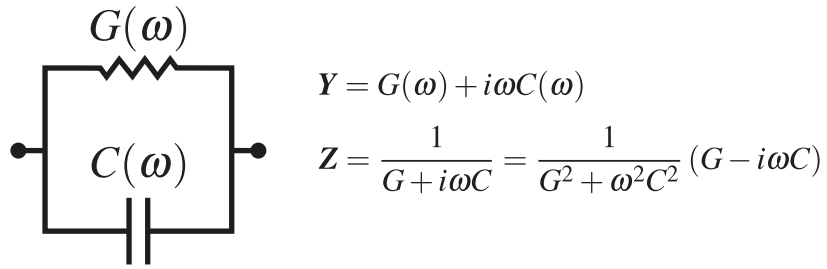 G(ω)
C(ω)
Y = G(ω) + iωC(ω)
Z = 1/(G + iωC) = 1/(G² + ω²C²) (G − iωC)